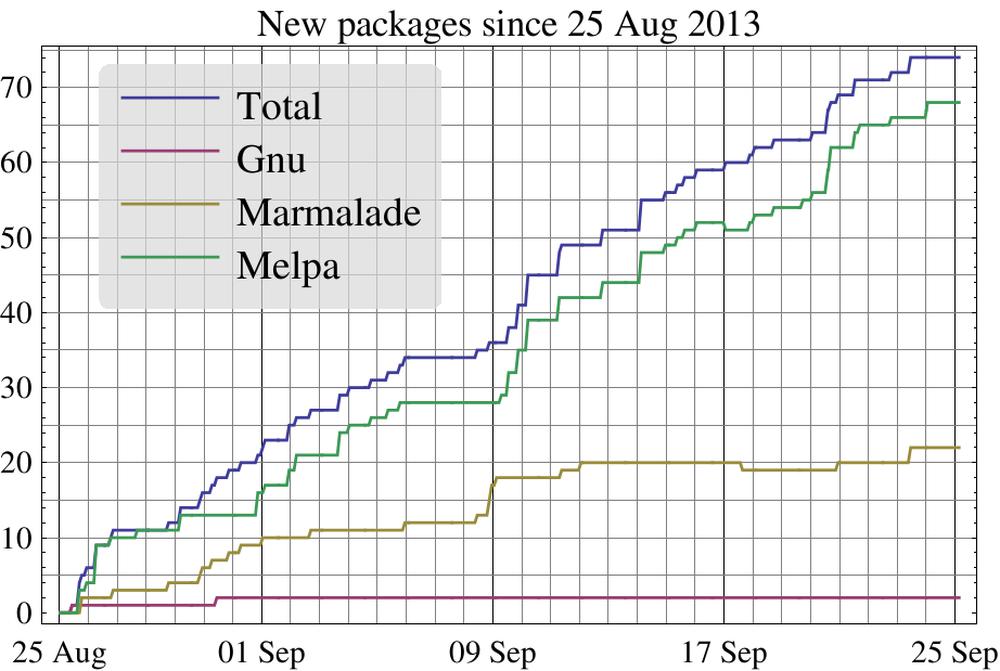 New packages since 25 Aug 2013
Total
Gnu
Marmalade
Melpa
70
60
50
40
30
20
10
0
25 Aug 01 Sep 09 Sep 17 Sep 25 Sep